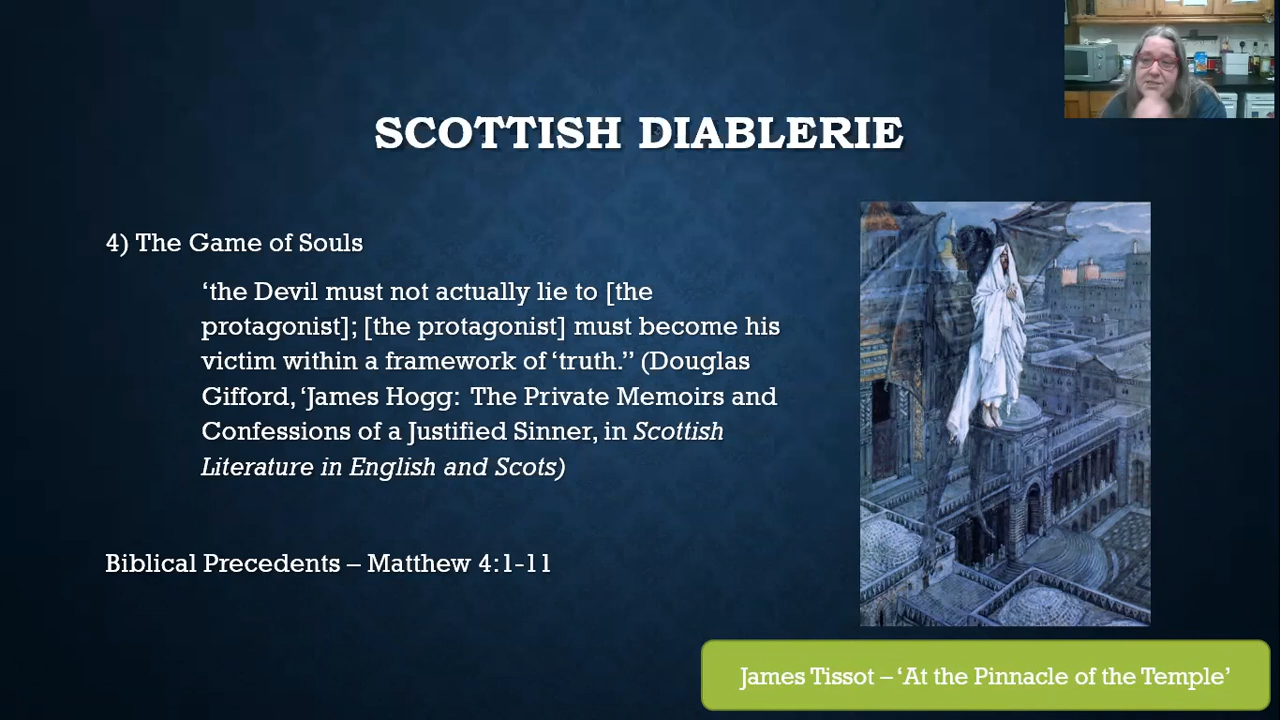 SCOTTISH DIABLERIE
4) The Game of Souls
‘the Devil must not actually lie to [the
protagonist]; [the protagonist] must become his
victim within a framework of ‘truth.’’ (Douglas
Gifford, ‘James Hogg:  The Private Memoirs and
Confessions of a Justified Sinner, in Scottish
Literature in English and Scots)
Biblical Precedents – Matthew 4:1-11
James Tissot – ‘At the Pinnacle of the Temple’